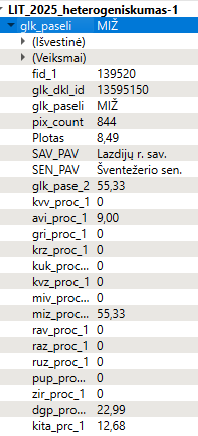 LIT_2025_heterogeniskumas-1
glk_paseli MIŽ
(Išvestinė)
(Veiksmai)
fid_1 139520
glk_dkl_id 13595150
glk_paseli MIŽ
pix_count 844
Plotas 8,49
SAV_PAV Lazdijų r. sav.
SEN_PAV Šventežerio sen.
glk_pase_2 55,33
kvv_proc_1 0
avi_proc_1 9,00
gri_proc_1 0
krz_proc_1 0
kuk_proc... 0
kvz_proc_1 0
miv_proc... 0
miz_proc... 55,33
rav_proc_1 0
raz_proc_1 0
ruz_proc_1 0
pup_pro... 0
zir_proc_1 0
dgp_pro... 22,99
kita_prc_1 12,68